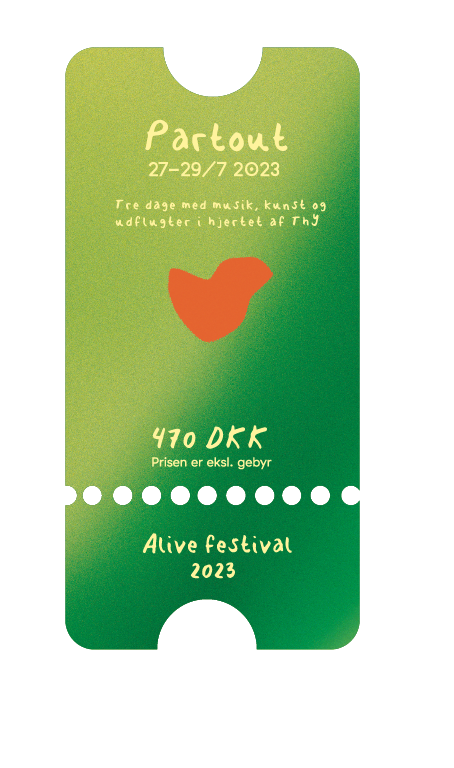 Partout
27–29/7 2023
Tre dage med musik, kunst og
udflugter i hjertet af Thy
470 DKK
Prisen er eksl. gebyr
Alive festival
2023